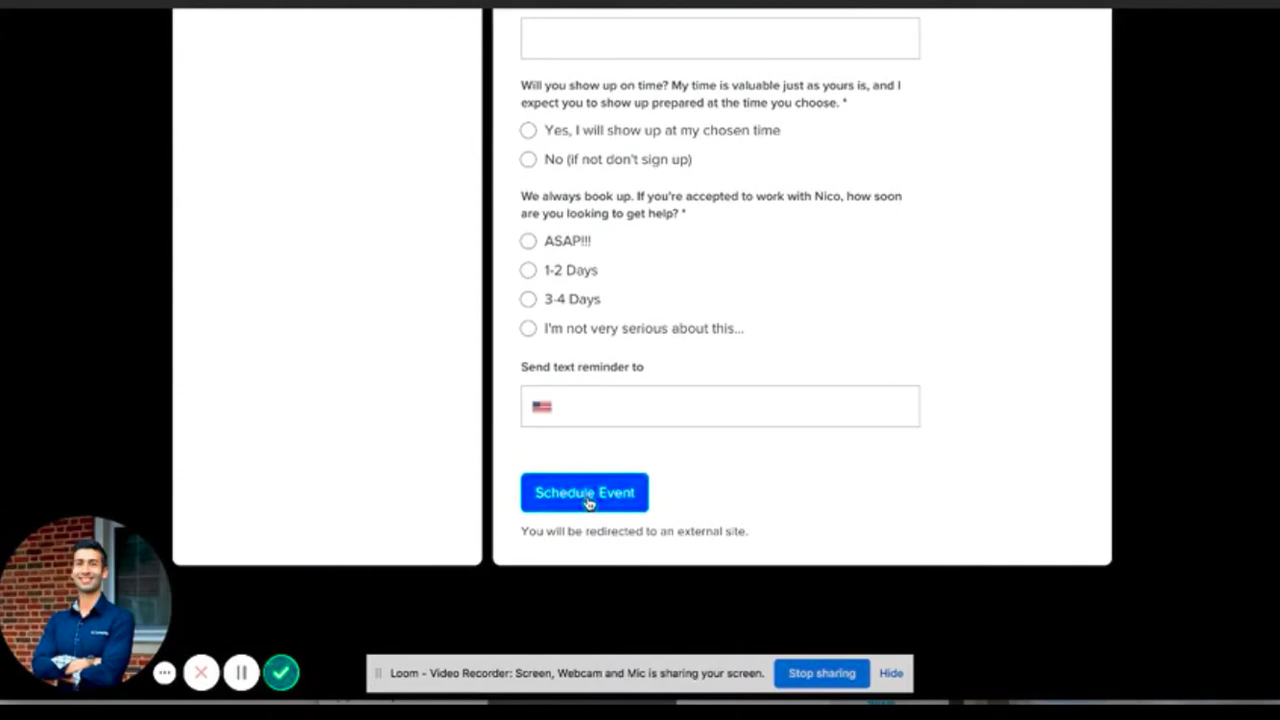 Will you show up on time? My time is valuable just as yours is, and I
expect you to show up prepared at the time you choose. *
Yes, I will show up at my chosen time
No (if not don't sign up)
We always book up. If you're accepted to work with Nico, how soon
are you looking to get help? *
ASAP!!!
1-2 Days
3-4 Days
I'm not very serious about this...
Send text reminder to
Schedule Event
You will be redirected to an external site.
Loom - Video Recorder: Screen, Webcam and Mic is sharing your screen.
Stop sharing
Hide